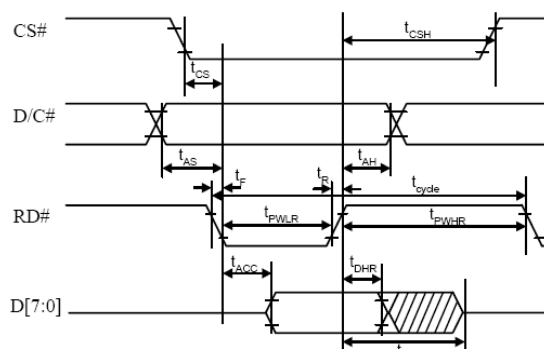 CS#
tCSH
tCS
D/C#
tAS
tAH
tF
tR
tcycle
RD#
tPWLR
tPWHR
tACC
tDHR
D[7:0]
t